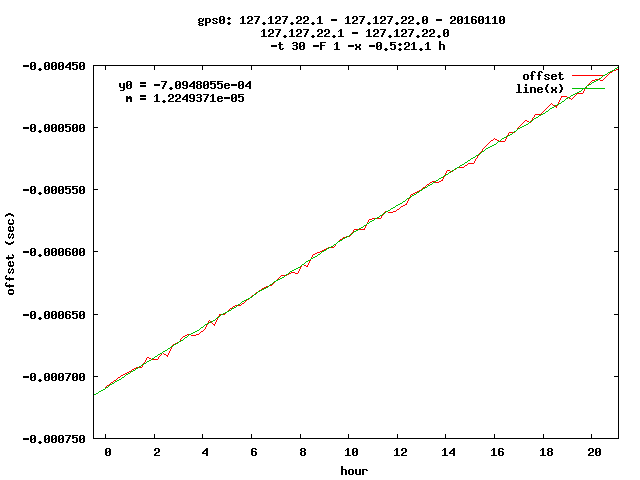 gps0: 127.127.22.1 - 127.127.22.0 - 20160110
127.127.22.1 - 127.127.22.0
-t 30 -F 1 -x -0.5:21.1 h
y0 = -7.0948055e-04
m = 1.2249371e-05
offset
line(x)
-0.000450
-0.000500
-0.000550
-0.000600
-0.000650
-0.000700
-0.000750
offset (sec)
0 2 4 6 8 10 12 14 16 18 20
hour